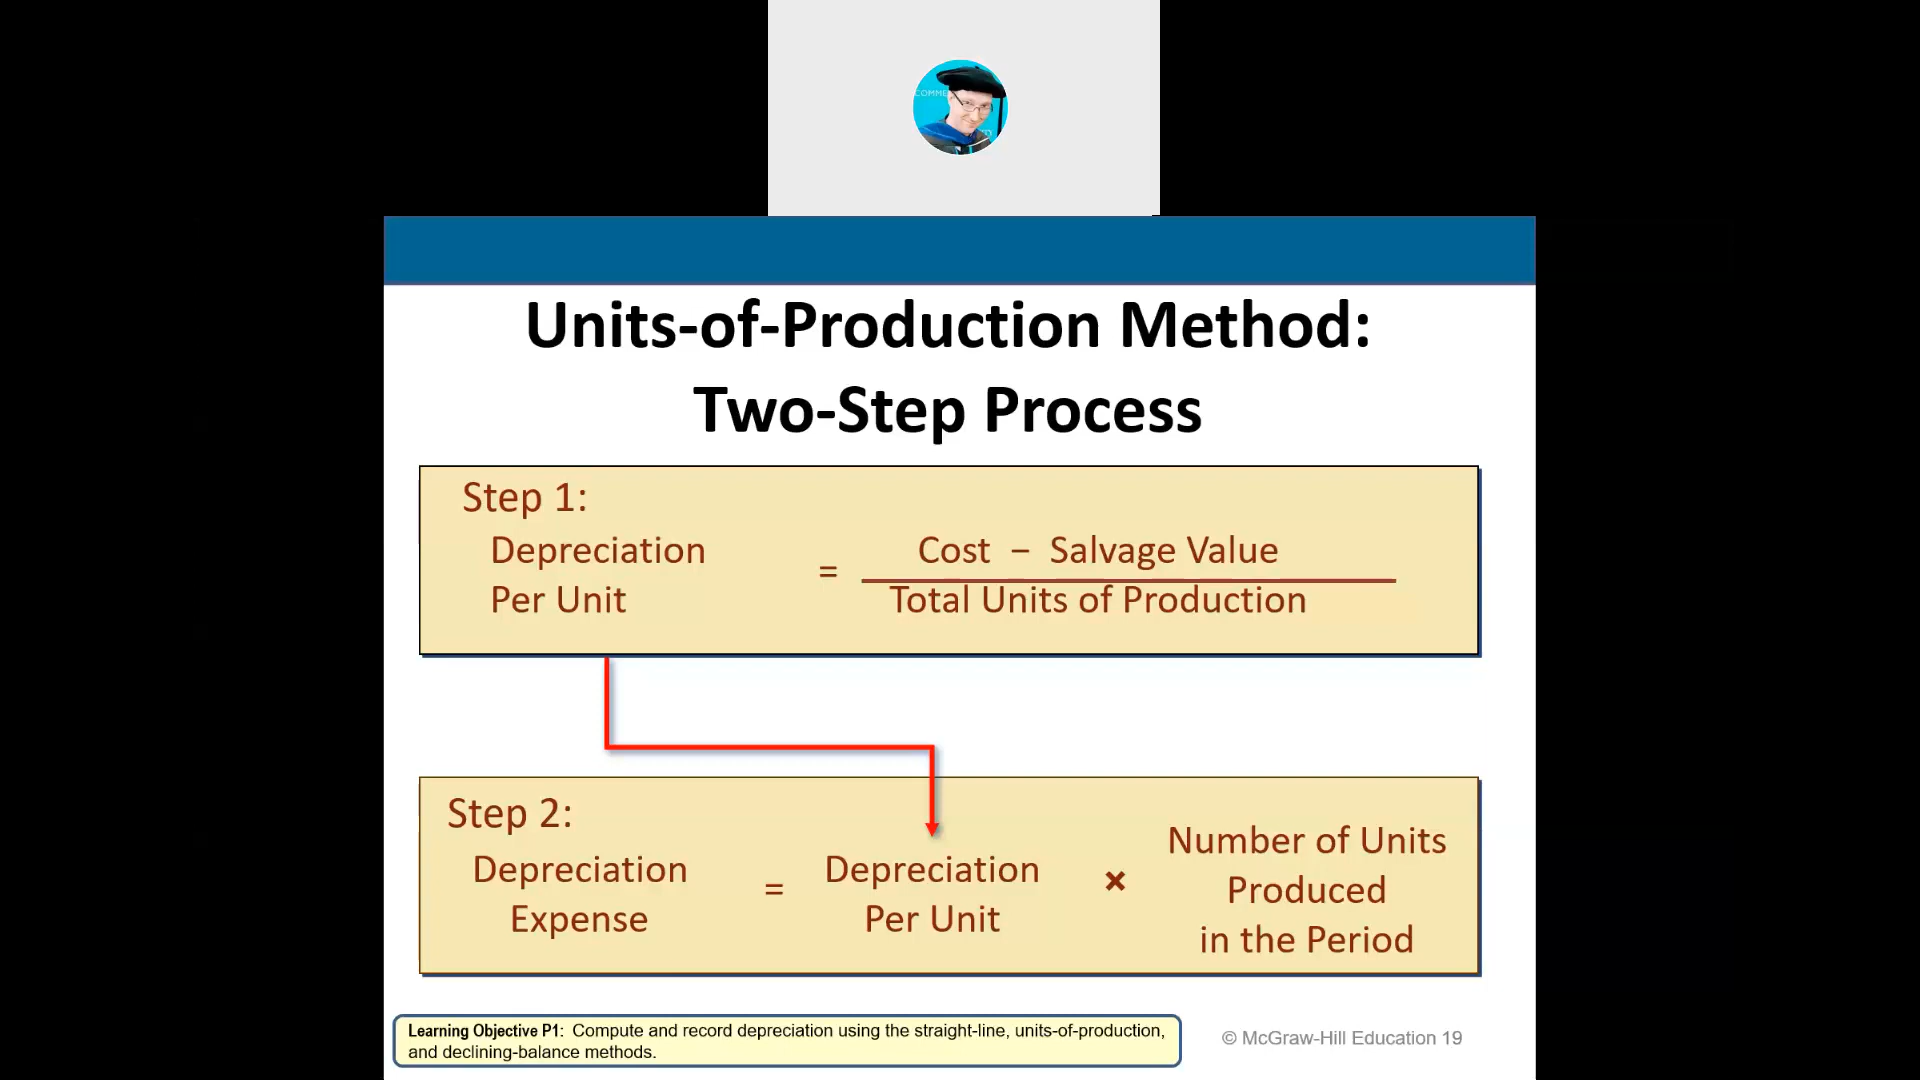 COMME
Units-of-Production Method:
Two-Step Process
Step 1:
Depreciation
Per Unit
=
Cost − Salvage Value
Total Units of Production
Step 2:
Depreciation
Expense
=
Depreciation
Per Unit
×
Number of Units
Produced
in the Period
Learning Objective P1: Compute and record depreciation using the straight-line, units-of-production,
and declining-balance methods.
© McGraw-Hill Education 19